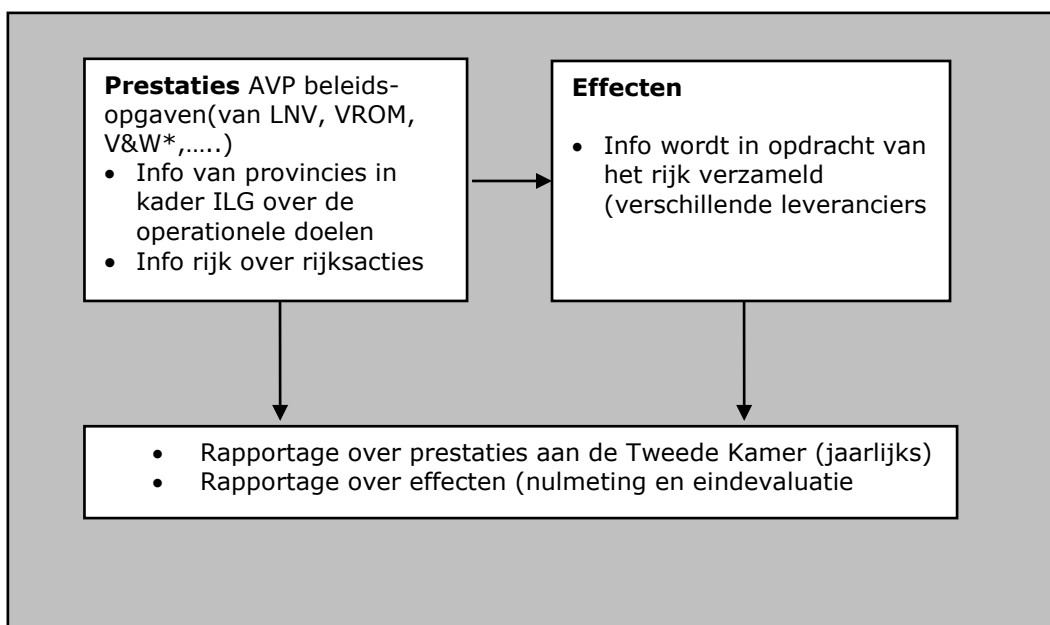 Prestaties AVP beleids-
opgaven(van LNV, VROM,
V&W*,…..)
• Info van provincies in
kader ILG over de
operationele doelen
• Info rijk over rijksacties
Effecten
• Info wordt in opdracht van
het rijk verzameld
(verschillende leveranciers
• Rapportage over prestaties aan de Tweede Kamer (jaarlijks)
• Rapportage over effecten (nulmeting en eindevaluatie